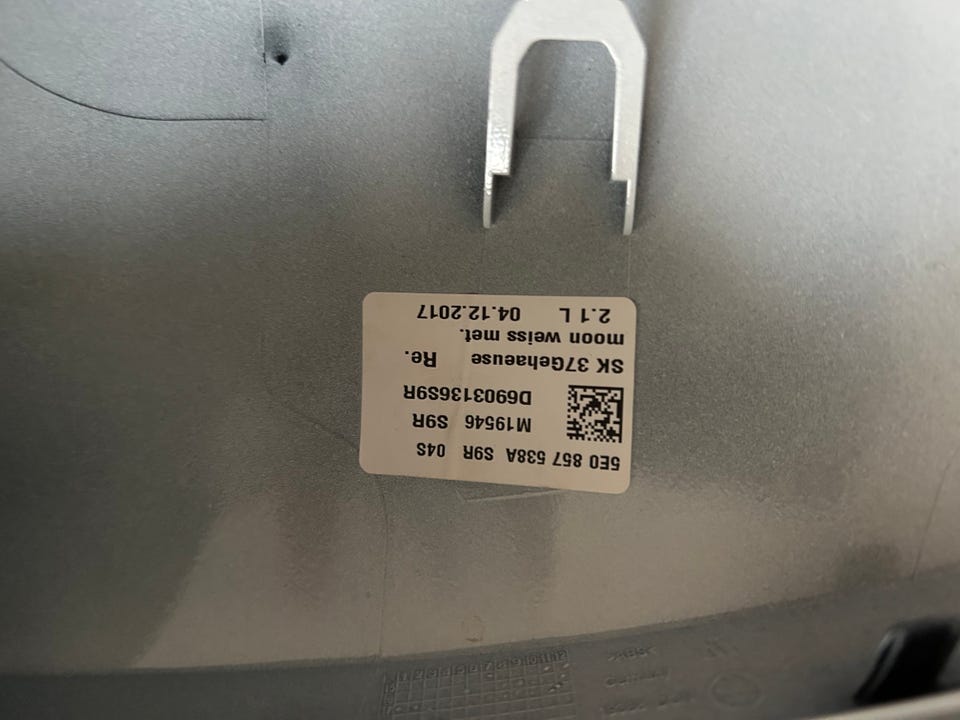 5E0 857 538A S9R 04S
M19546 S9R
D6903136S9R
SK 37Gehaeuse Re.
moon weiss met.
2.1 L 04.12.2017